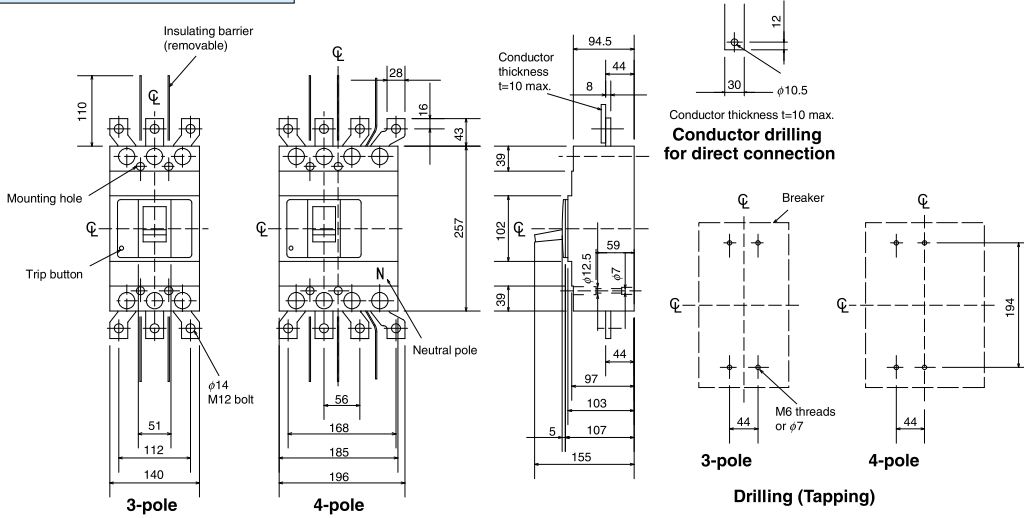 Insulating barrier
(removable)
110
℄
℄
28
16
43
Mounting hole
℄
℄
257
Trip button
N
Neutral pole
φ14
M12 bolt
51
112
140
3-pole
56
168
185
196
4-pole
94.5
Conductor
thickness
t=10 max.
44
8
39
102
℄
59
φ12.5
φ7
39
44
97
103
5
107
155
12
30
φ10.5
Conductor thickness t=10 max.
Conductor drilling
for direct connection
Breaker
℄
℄
℄
℄
194
M6 threads
or φ7
44
44
3-pole
4-pole
Drilling (Tapping)